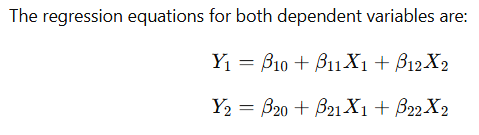 The regression equations for both dependent variables are:
Y₁ = β₁₀ + β₁₁X₁ + β₁₂X₂
Y₂ = β₂₀ + β₂₁X₁ + β₂₂X₂